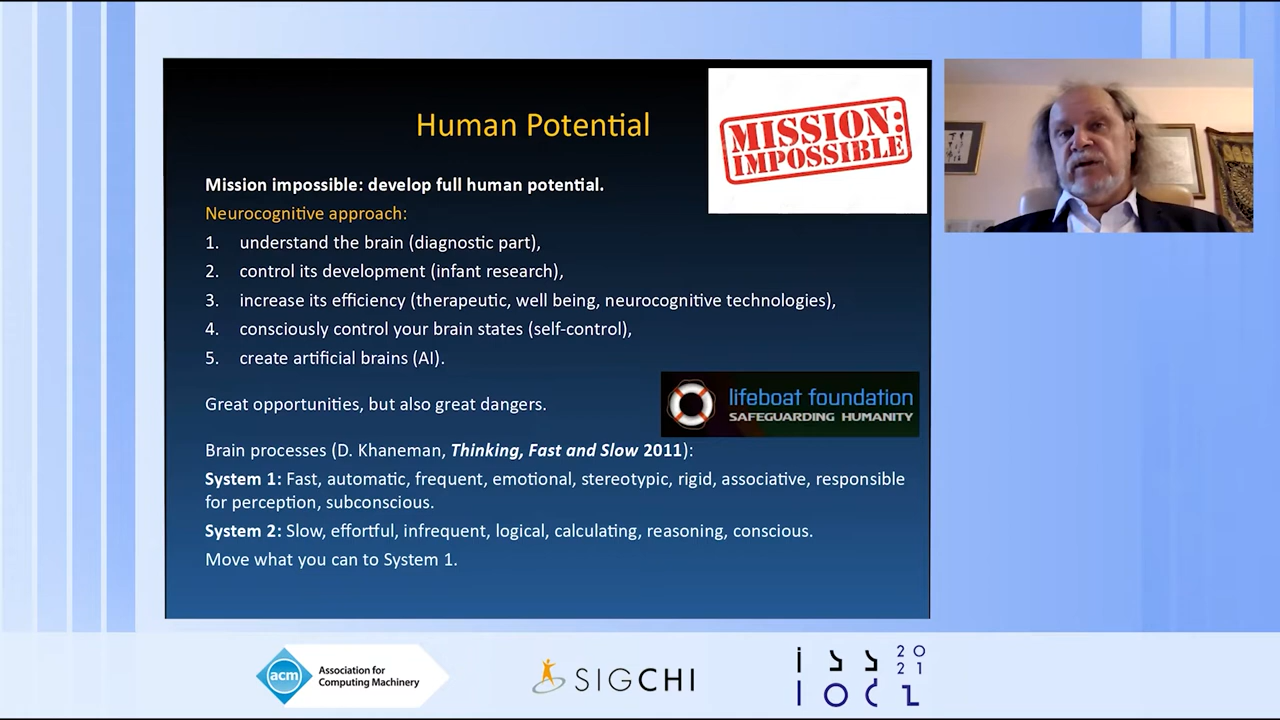 Human Potential
MISSION:
IMPOSSIBLE
Mission impossible: develop full human potential.
Neurocognitive approach:
1. understand the brain (diagnostic part),
2. control its development (infant research),
3. increase its efficiency (therapeutic, well being, neurocognitive technologies),
4. consciously control your brain states (self-control),
5. create artificial brains (AI).
lifeboat foundation
SAFEGUARDING HUMANITY
Great opportunities, but also great dangers.
Brain processes (D. Khaneman, Thinking, Fast and Slow 2011):
System 1: Fast, automatic, frequent, emotional, stereotypic, rigid, associative, responsible
for perception, subconscious.
System 2: Slow, effortful, infrequent, logical, calculating, reasoning, conscious.
Move what you can to System 1.
acm
Association for
Computing Machinery
SIGCHI
ISS
20
21